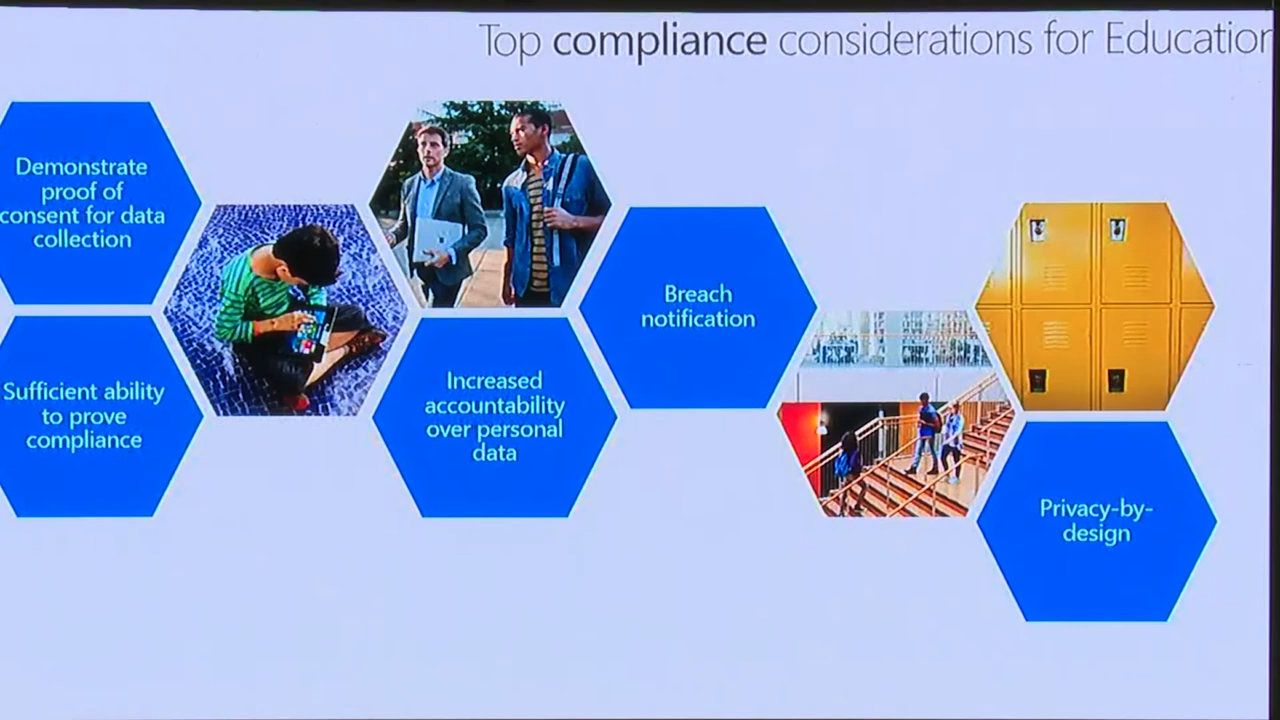 Top compliance considerations for Education
Demonstrate
proof of
consent for data
collection
Sufficient ability
to prove
compliance
Increased
accountability
over personal
data
Breach
notification
Privacy-by-
design